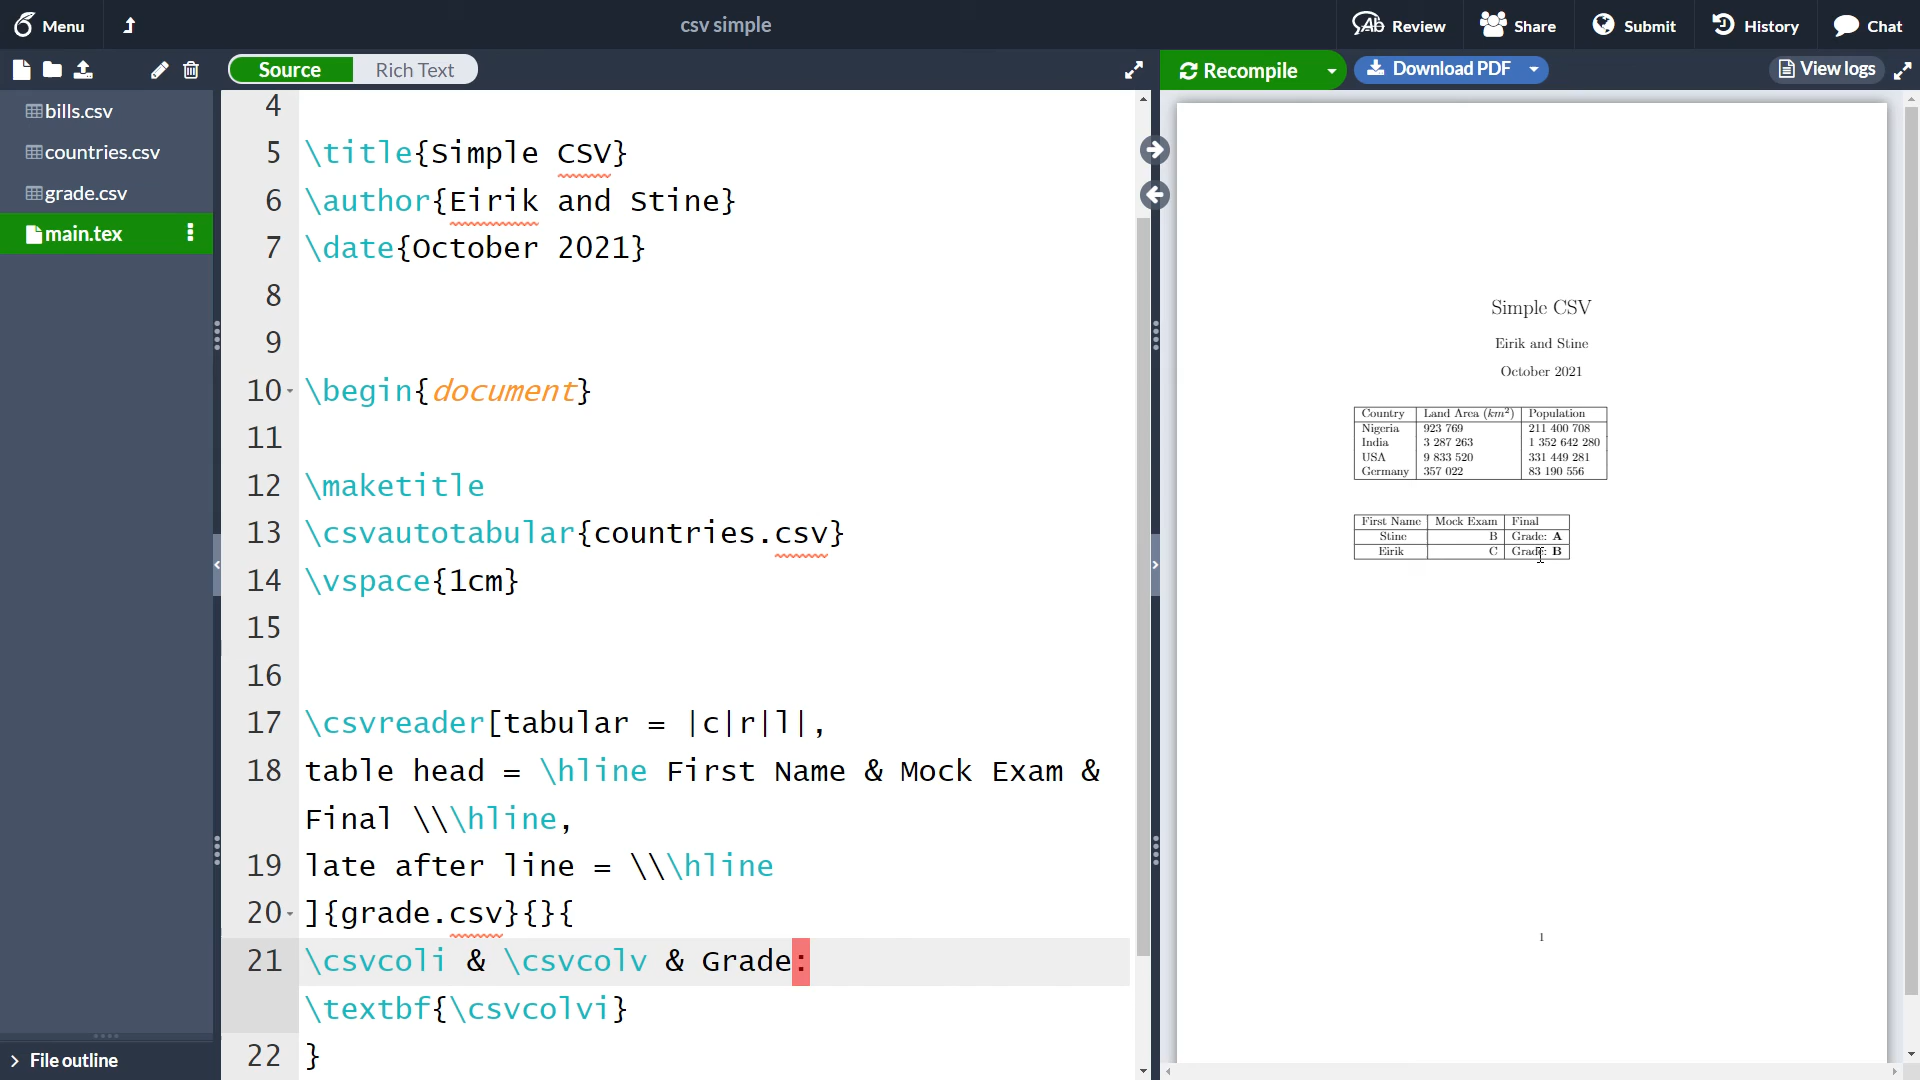 Menu
csv simple
Review
Share
Submit
History
Chat
Source
Rich Text
Recompile
Download PDF
View logs
bills.csv
countries.csv
grade.csv
main.tex
File outline
4
5 \title{Simple CSV}
6 \author{Eirik and Stine}
7 \date{October 2021}
8
9
10 \begin{document}
11
12 \maketitle
13 \csvautotabular{countries.csv}
14 \vspace{1cm}
15
16
17 \csvreader[tabular = |c|r|l|,
18 table head = \hline First Name & Mock Exam &
Final \\\hline,
19 late after line = \\\hline
20 ]{grade.csv}{}{
21 \csvcoli & \csvcolv & Grade:
\textbf{\csvcolvi}
22 }
Simple CSV
Eirik and Stine
October 2021
Country Land Area (km²) Population
Nigeria 923 769 211 400 708
India 3 287 263 1 352 642 280
USA 9 833 520 331 449 281
Germany 357 022 83 190 556
First Name Mock Exam Final
Stine B Grade: A
Eirik C Grade: B
1